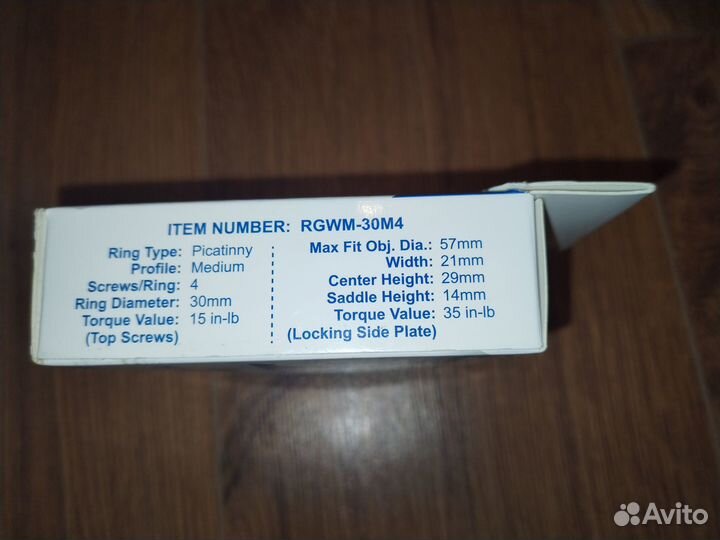 ITEM NUMBER: RGWM-30M4
Ring Type: Picatinny
Profile: Medium
Screws/Ring: 4
Ring Diameter: 30mm
Torque Value: 15 in-lb
(Top Screws)
Max Fit Obj. Dia.: 57mm
Width: 21mm
Center Height: 29mm
Saddle Height: 14mm
Torque Value: 35 in-lb
(Locking Side Plate)
Avito